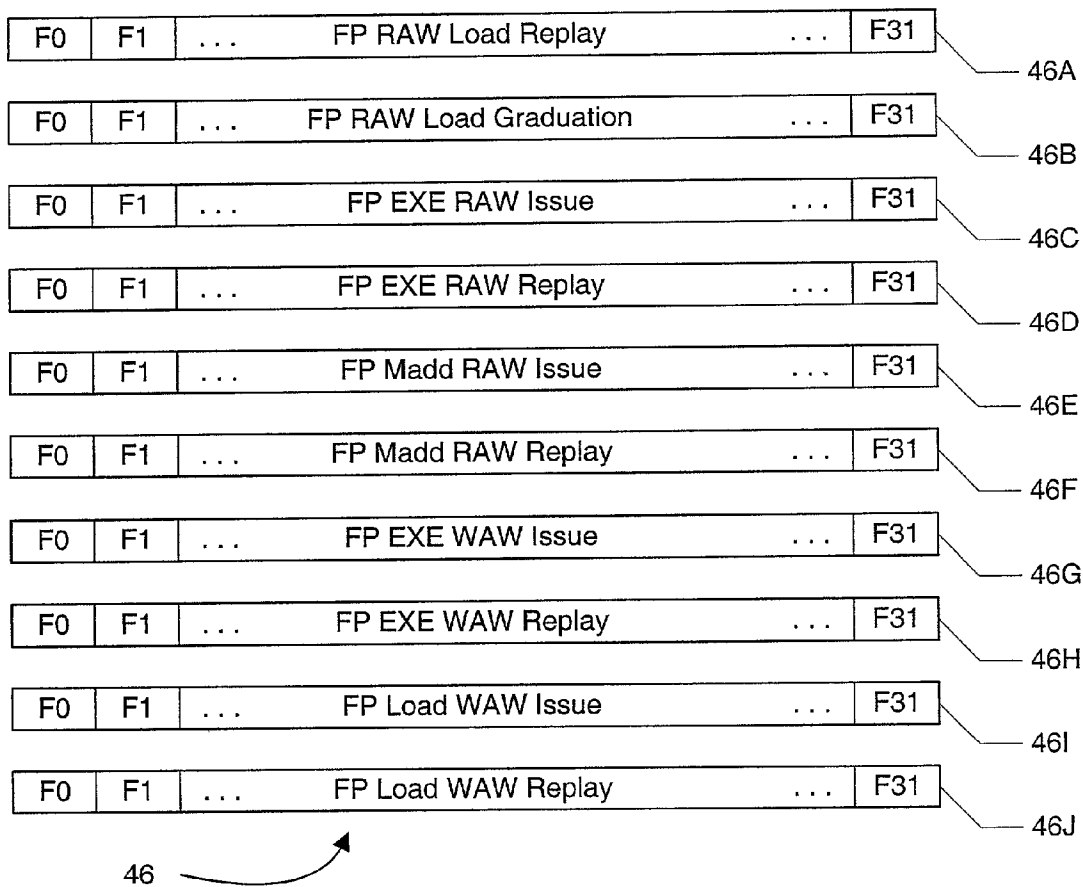 F0 F1 ... FP RAW Load Replay ... F31
46A
F0 F1 ... FP RAW Load Graduation ... F31
46B
F0 F1 ... FP EXE RAW Issue ... F31
46C
F0 F1 ... FP EXE RAW Replay ... F31
46D
F0 F1 ... FP Madd RAW Issue ... F31
46E
F0 F1 ... FP Madd RAW Replay ... F31
46F
F0 F1 ... FP EXE WAW Issue ... F31
46G
F0 F1 ... FP EXE WAW Replay ... F31
46H
F0 F1 ... FP Load WAW Issue ... F31
46I
F0 F1 ... FP Load WAW Replay ... F31
46J
46